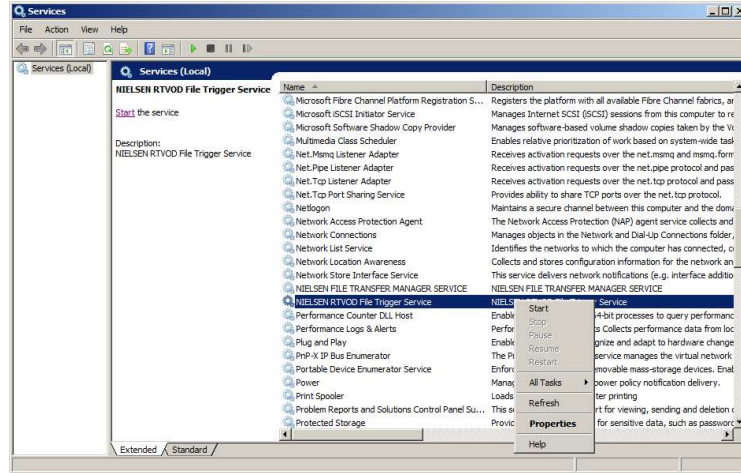 Services
File Action View Help
Services (Local)
Services (Local)
NIELSEN RTVOD File Trigger Service
Start the service
Description:
NIELSEN RTVOD File Trigger Service
Name Description
Microsoft Fibre Channel Platform Registration S... Registers the platform with all available Fibre Channel fabrics, an
Microsoft iSCSI Initiator Service Manages Internet SCSI (iSCSI) sessions from this computer to re
Microsoft Software Shadow Copy Provider Manages software-based volume shadow copies taken by the Vo
Multimedia Class Scheduler Enables relative prioritization of work based on system-wide task
Net.Msmq Listener Adapter Receives activation requests over the net.msmq and msmq.form
Net.Pipe Listener Adapter Receives activation requests over the net.pipe protocol and pas
Net.Tcp Listener Adapter Receives activation requests over the net.tcp protocol and pass
Net.Tcp Port Sharing Service Provides ability to share TCP ports over the net.tcp protocol.
Netlogon Maintains a secure channel between this computer and the doma
Network Access Protection Agent The Network Access Protection (NAP) agent service collects and
Network Connections Manages objects in the Network and Dial-Up Connections folder,
Network List Service Identifies the networks to which the computer has connected, c
Network Location Awareness Collects and stores configuration information for the network an
Network Store Interface Service This service delivers network notifications (e.g. interface additio
NIELSEN FILE TRANSFER MANAGER SERVICE NIELSEN FILE TRANSFER MANAGER SERVICE
NIELSEN RTVOD File Trigger Service NIELS Service
Performance Counter DLL Host Enable 4-bit processes to query performanc
Performance Logs & Alerts Perfor ts Collects performance data from loc
Plug and Play Enable gnize and adapt to hardware change
PnP-X IP Bus Enumerator The P service manages the virtual network
Portable Device Enumerator Service Enforc movable mass-storage devices. Enal
Power Manag power policy notification delivery.
Print Spooler Loads ter printing
Problem Reports and Solutions Control Panel Su... This se rt for viewing, sending and deletion o
Protected Storage Provid for sensitive data, such as password
Start
Stop
Pause
Resume
Restart
All Tasks
Refresh
Properties
Help
Extended Standard